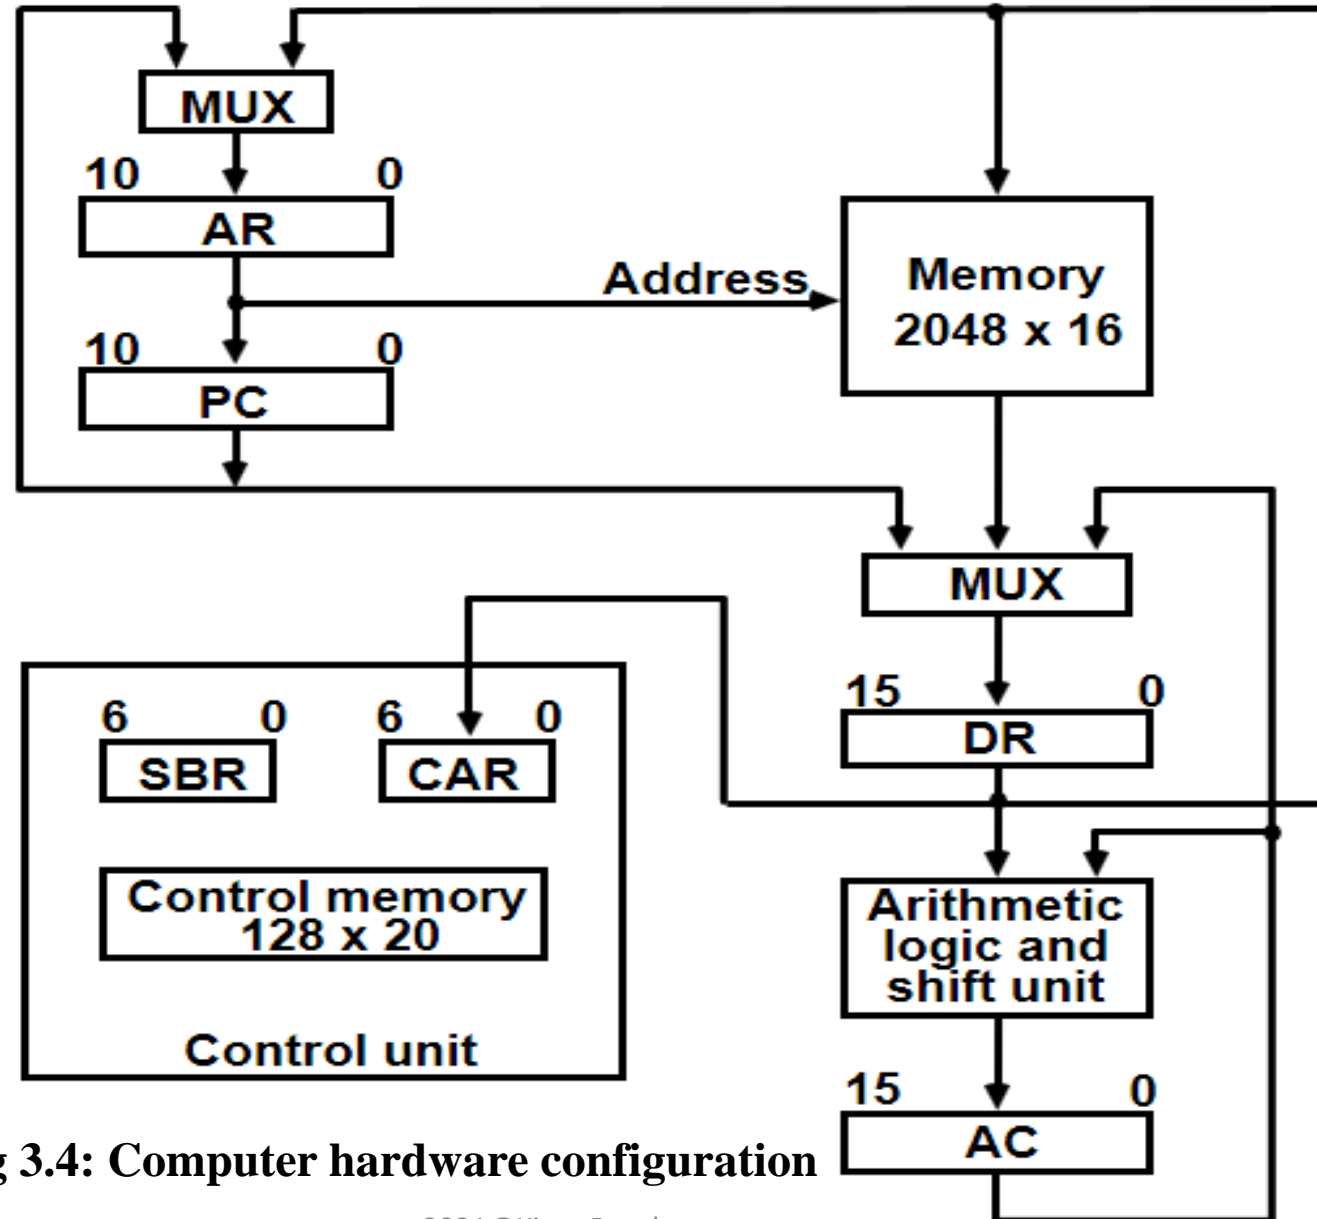 MUX
10 0
AR
Address
Memory
2048 x 16
10 0
PC
MUX
15 0
DR
6 0 6 0
SBR CAR
Control memory
128 x 20
Control unit
Arithmetic
logic and
shift unit
15 0
AC
g 3.4: Computer hardware configuration